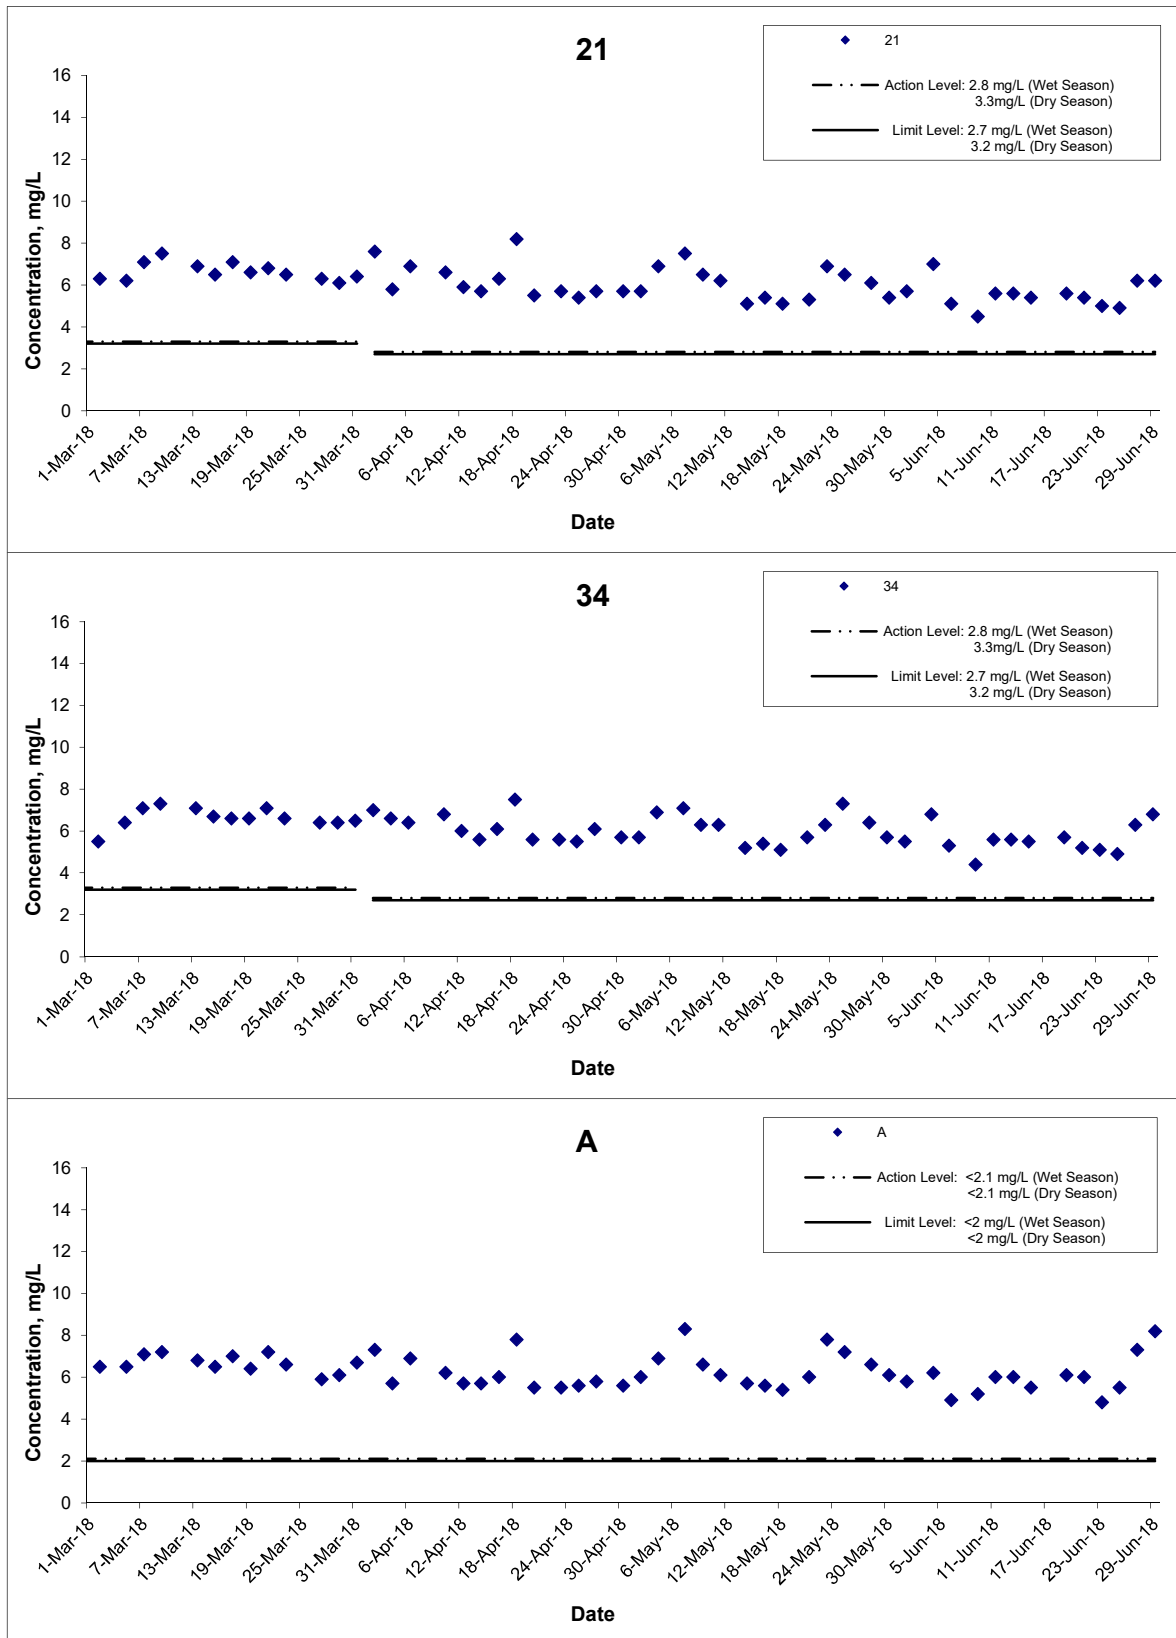 21
21
Action Level: 2.8 mg/L (Wet Season)
3.3mg/L (Dry Season)
Limit Level: 2.7 mg/L (Wet Season)
3.2 mg/L (Dry Season)
Concentration, mg/L
16
14
12
10
8
6
4
2
0
1-Mar-18
7-Mar-18
13-Mar-18
19-Mar-18
25-Mar-18
31-Mar-18
6-Apr-18
12-Apr-18
18-Apr-18
24-Apr-18
30-Apr-18
6-May-18
12-May-18
18-May-18
24-May-18
30-May-18
5-Jun-18
11-Jun-18
17-Jun-18
23-Jun-18
29-Jun-18
Date
34
34
Action Level: 2.8 mg/L (Wet Season)
3.3mg/L (Dry Season)
Limit Level: 2.7 mg/L (Wet Season)
3.2 mg/L (Dry Season)
Concentration, mg/L
16
14
12
10
8
6
4
2
0
1-Mar-18
7-Mar-18
13-Mar-18
19-Mar-18
25-Mar-18
31-Mar-18
6-Apr-18
12-Apr-18
18-Apr-18
24-Apr-18
30-Apr-18
6-May-18
12-May-18
18-May-18
24-May-18
30-May-18
5-Jun-18
11-Jun-18
17-Jun-18
23-Jun-18
29-Jun-18
Date
A
A
Action Level: <2.1 mg/L (Wet Season)
<2.1 mg/L (Dry Season)
Limit Level: <2 mg/L (Wet Season)
<2 mg/L (Dry Season)
Concentration, mg/L
16
14
12
10
8
6
4
2
0
1-Mar-18
7-Mar-18
13-Mar-18
19-Mar-18
25-Mar-18
31-Mar-18
6-Apr-18
12-Apr-18
18-Apr-18
24-Apr-18
30-Apr-18
6-May-18
12-May-18
18-May-18
24-May-18
30-May-18
5-Jun-18
11-Jun-18
17-Jun-18
23-Jun-18
29-Jun-18
Date